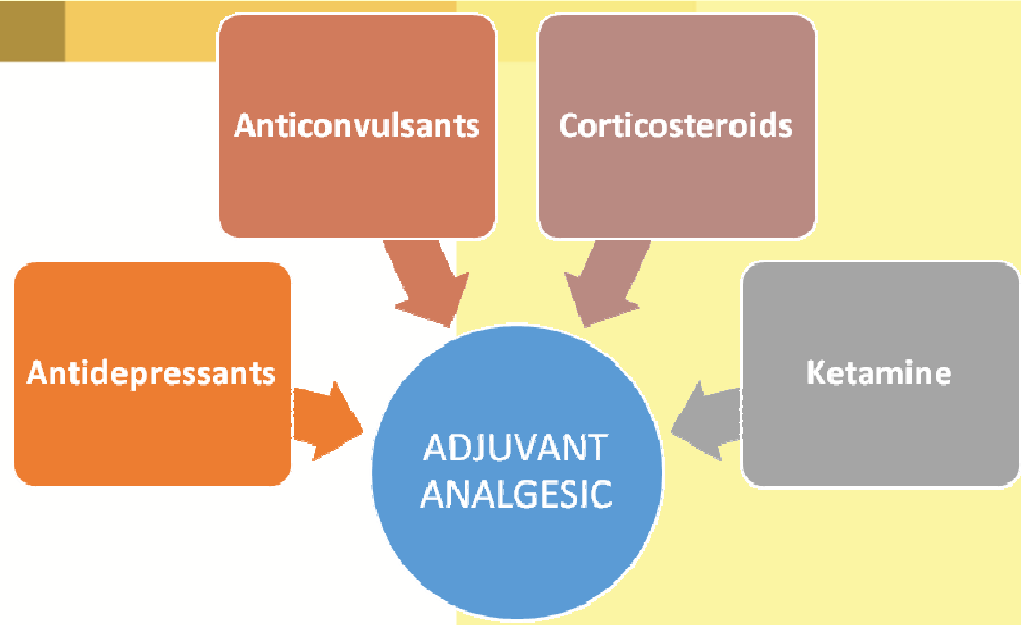 Anticonvulsants
Corticosteroids
Antidepressants
Ketamine
ADJUVANT
ANALGESIC